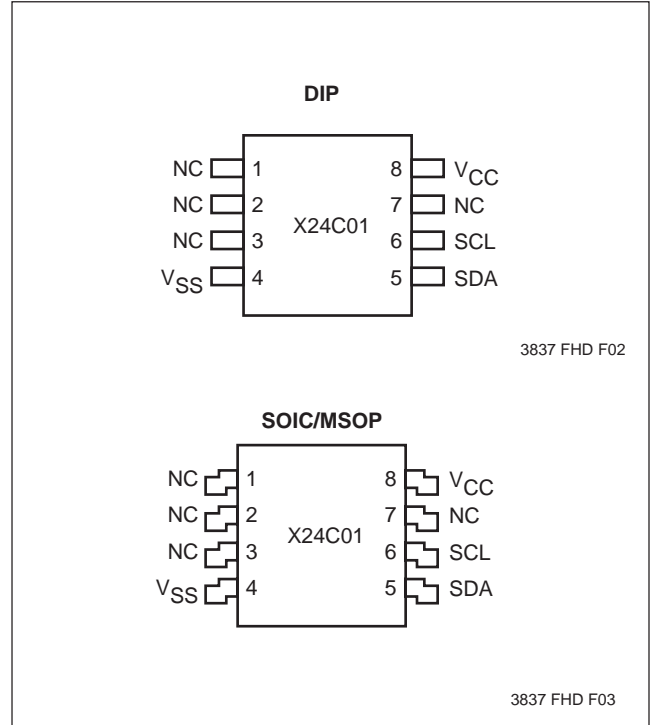 DIP
NC 1 8 VCC
NC 2 7 NC
X24C01
NC 3 6 SCL
VSS 4 5 SDA
3837 FHD F02
SOIC/MSOP
NC 1 8 VCC
NC 2 7 NC
X24C01
NC 3 6 SCL
VSS 4 5 SDA
3837 FHD F03